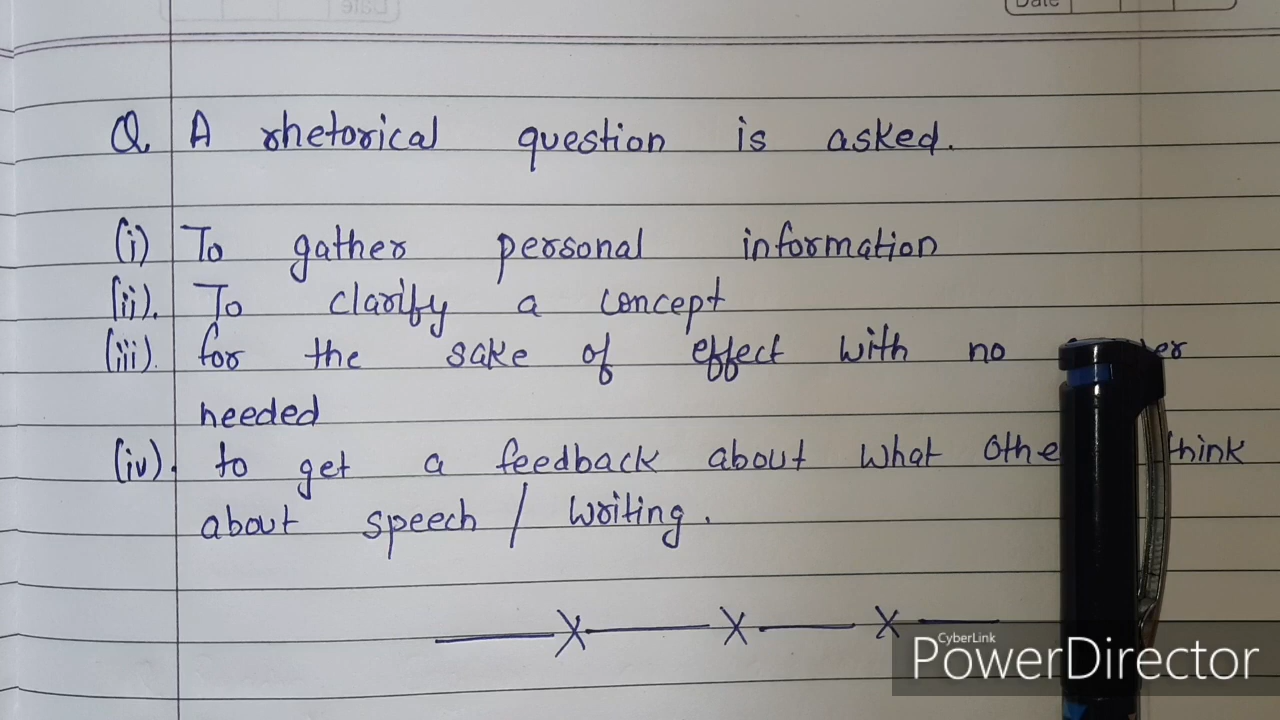 Date
Q. A rhetorical question is asked.
(i) To gather personal information
(ii). To clarify a concept
(iii). for the sake of effect with no
needed
(iv). to get a feedback about what think
about speech / writing.
CyberLink
PowerDirector